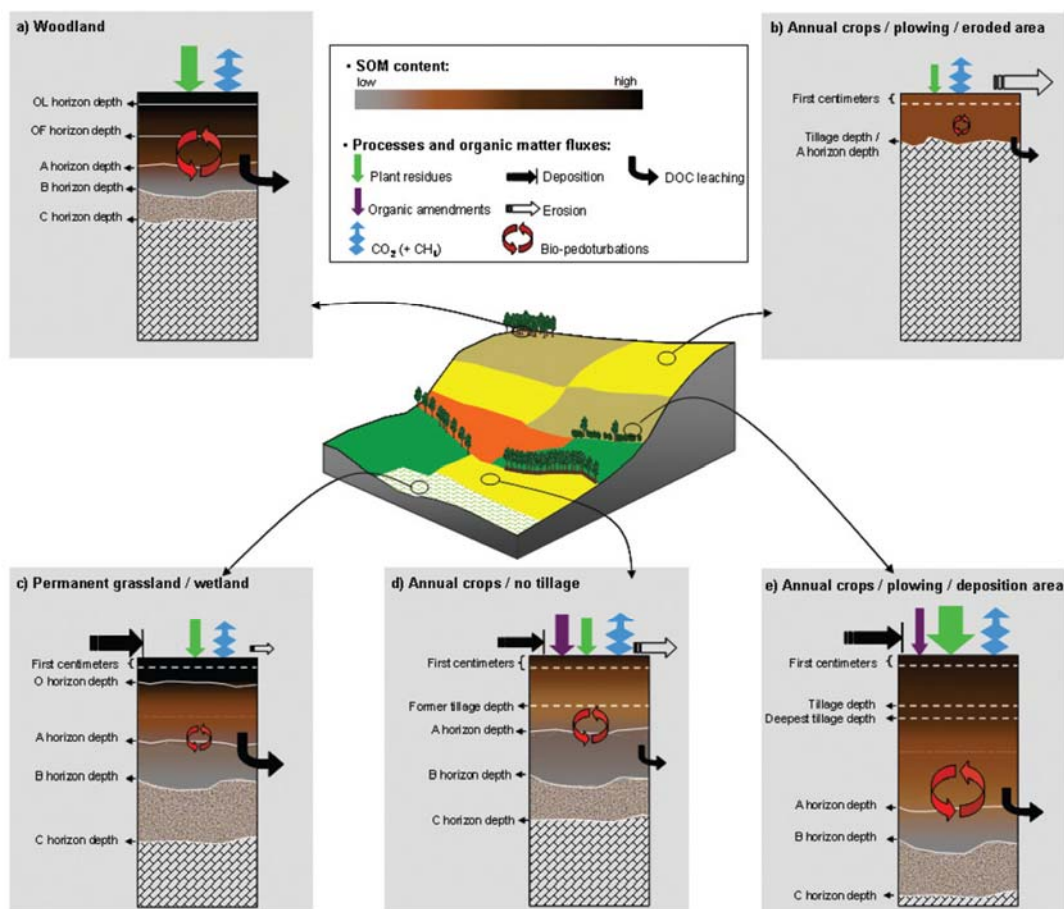 a) Woodland
OL horizon depth
OF horizon depth
A horizon depth
B horizon depth
C horizon depth
• SOM content:
low
high
• Processes and organic matter fluxes:
Plant residues
Deposition
DOC leaching
Organic amendments
Erosion
CO₂ (+ CH₄)
Bio-pedoturbations
b) Annual crops / plowing / eroded area
First centimeters
Tillage depth /
A horizon depth
c) Permanent grassland / wetland
First centimeters
O horizon depth
A horizon depth
B horizon depth
C horizon depth
d) Annual crops / no tillage
First centimeters
Former tillage depth
A horizon depth
B horizon depth
C horizon depth
e) Annual crops / plowing / deposition area
First centimeters
Tillage depth
Deepest tillage depth
A horizon depth
B horizon depth
C horizon depth